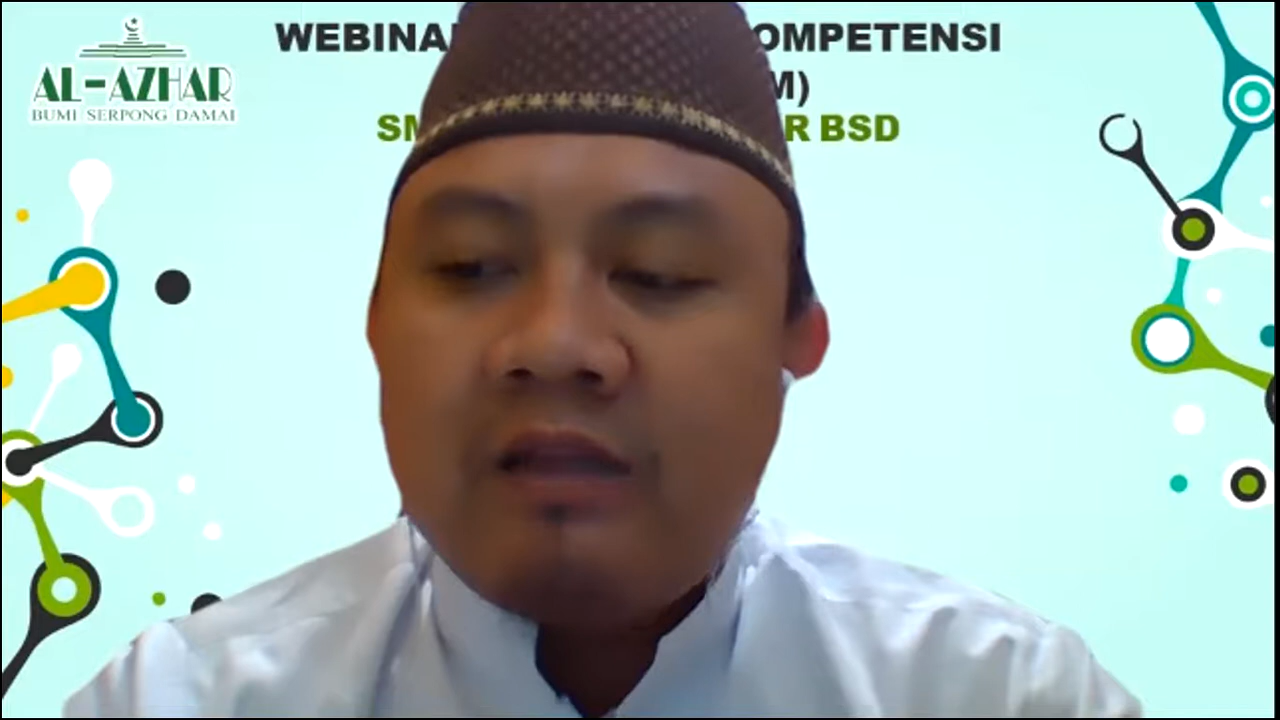 AL-AZHAR
BUMI SERPONG DAMAI
WEBINA OMPETENSI
M)
SM R BSD